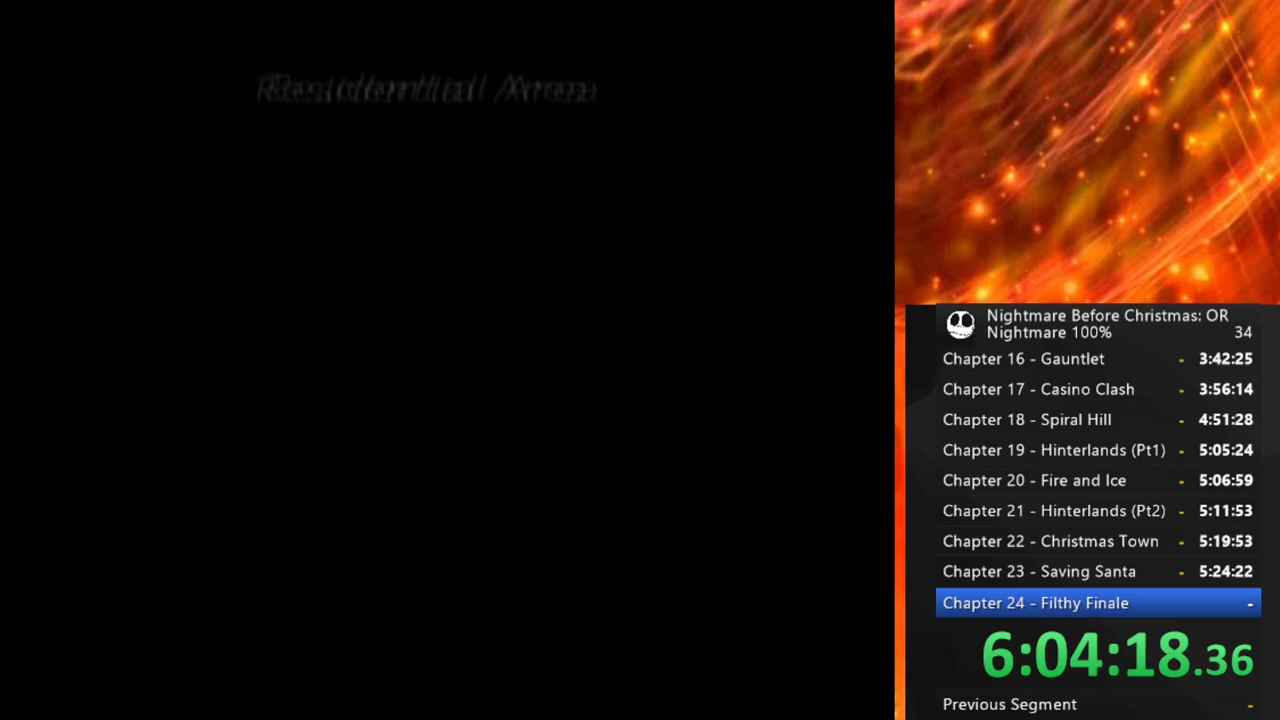 Residential Area
Nightmare Before Christmas: OR
Nightmare 100% 34
Chapter 16 - Gauntlet - 3:42:25
Chapter 17 - Casino Clash - 3:56:14
Chapter 18 - Spiral Hill - 4:51:28
Chapter 19 - Hinterlands (Pt1) - 5:05:24
Chapter 20 - Fire and Ice - 5:06:59
Chapter 21 - Hinterlands (Pt2) - 5:11:53
Chapter 22 - Christmas Town - 5:19:53
Chapter 23 - Saving Santa - 5:24:22
Chapter 24 - Filthy Finale -
6:04:18.36
Previous Segment -